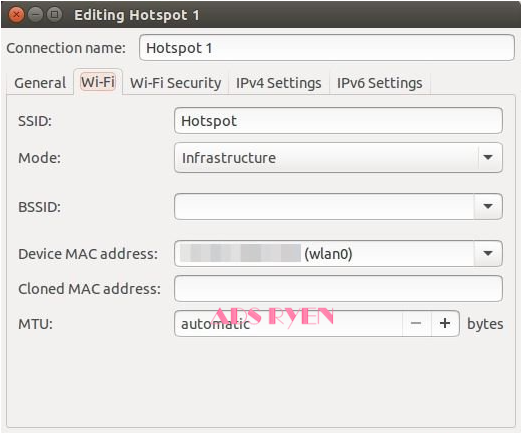 Editing Hotspot 1
Connection name: Hotspot 1
General Wi-Fi Wi-Fi Security IPv4 Settings IPv6 Settings
SSID: Hotspot
Mode: Infrastructure
BSSID:
Device MAC address: (wlan0)
Cloned MAC address:
MTU: automatic bytes
ADS RYEN